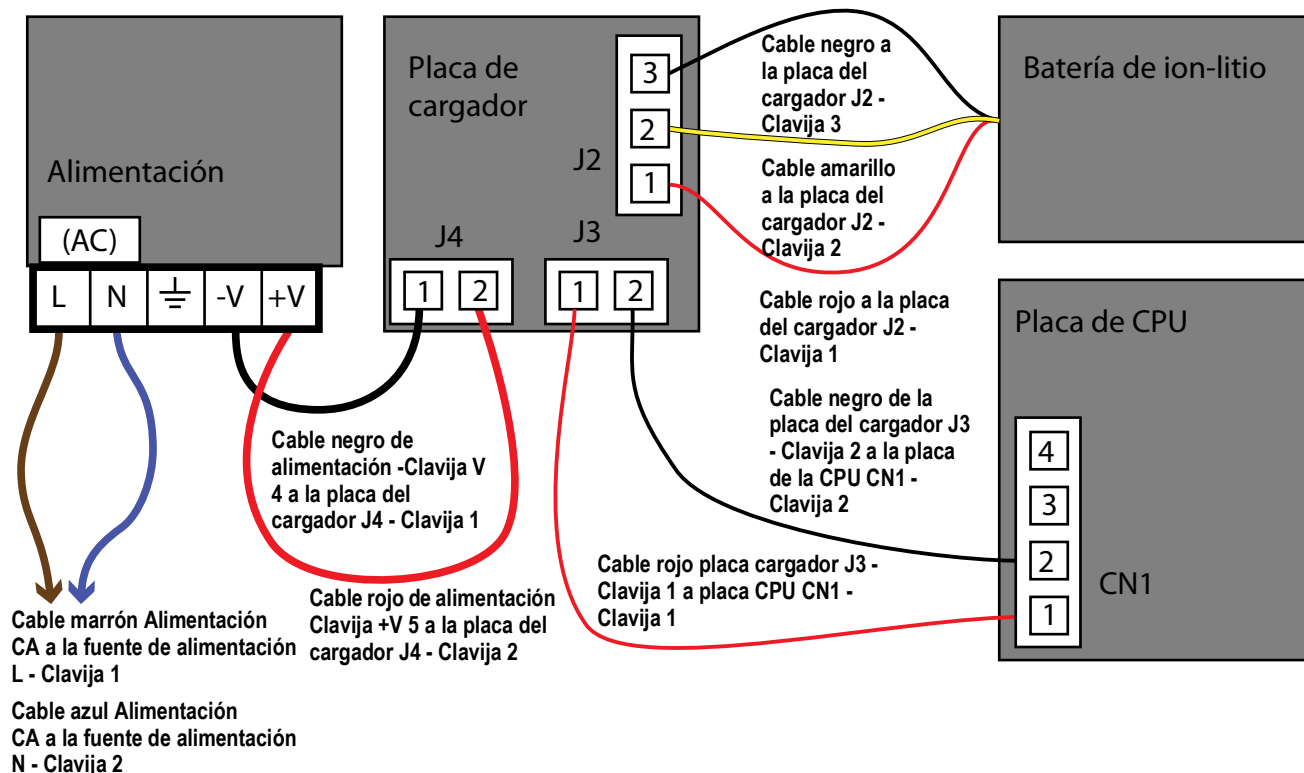 Alimentación
(AC)
L
N
-V
+V
Placa de
cargador
3
2
1
J2
J4
J3
1
2
1
2
Cable negro a
la placa del
cargador J2 -
Clavija 3
Cable amarillo
a la placa del
cargador J2 -
Clavija 2
Cable rojo a la placa
del cargador J2 -
Clavija 1
Batería de ion-litio
Placa de CPU
4
3
2
1
CN1
Cable negro de la
placa del cargador J3
- Clavija 2 a la placa
de la CPU CN1 -
Clavija 2
Cable negro de
alimentación -Clavija V
4 a la placa del
cargador J4 - Clavija 1
Cable rojo placa cargador J3 -
Clavija 1 a placa CPU CN1 -
Clavija 1
Cable rojo de alimentación
Clavija +V 5 a la placa del
cargador J4 - Clavija 2
Cable marrón Alimentación
CA a la fuente de alimentación
L - Clavija 1
Cable azul Alimentación
CA a la fuente de alimentación
N - Clavija 2